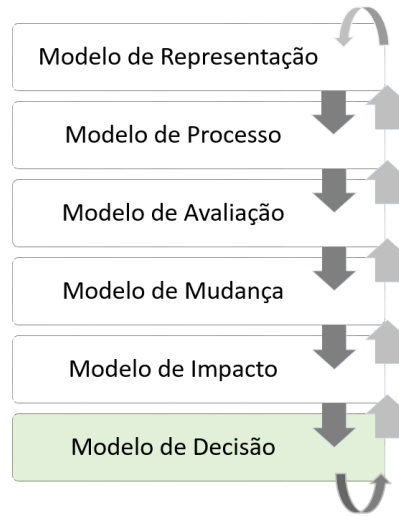 Modelo de Representação
Modelo de Processo
Modelo de Avaliação
Modelo de Mudança
Modelo de Impacto
Modelo de Decisão